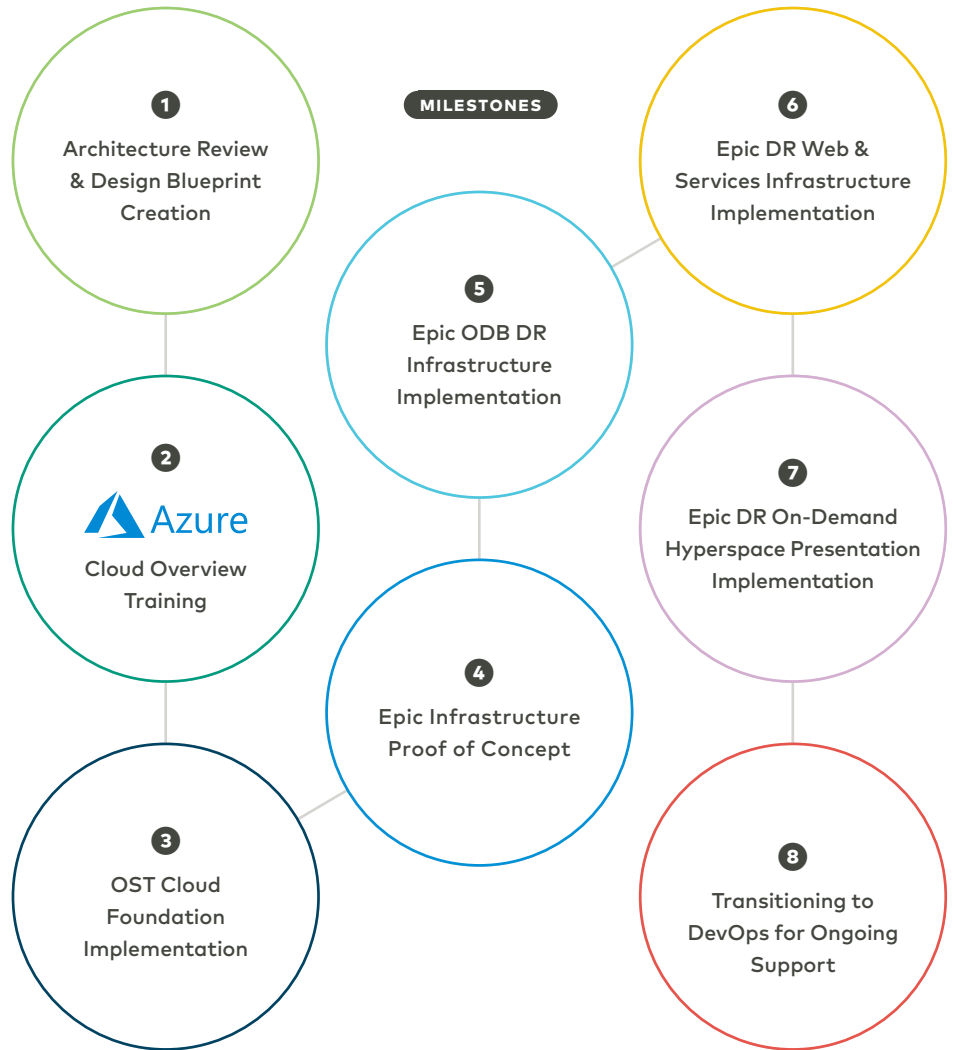 MILESTONES
1
Architecture Review
& Design Blueprint
Creation
2
Azure
Cloud Overview
Training
3
OST Cloud
Foundation
Implementation
4
Epic Infrastructure
Proof of Concept
5
Epic ODB DR
Infrastructure
Implementation
6
Epic DR Web &
Services Infrastructure
Implementation
7
Epic DR On-Demand
Hyperspace Presentation
Implementation
8
Transitioning to
DevOps for Ongoing
Support